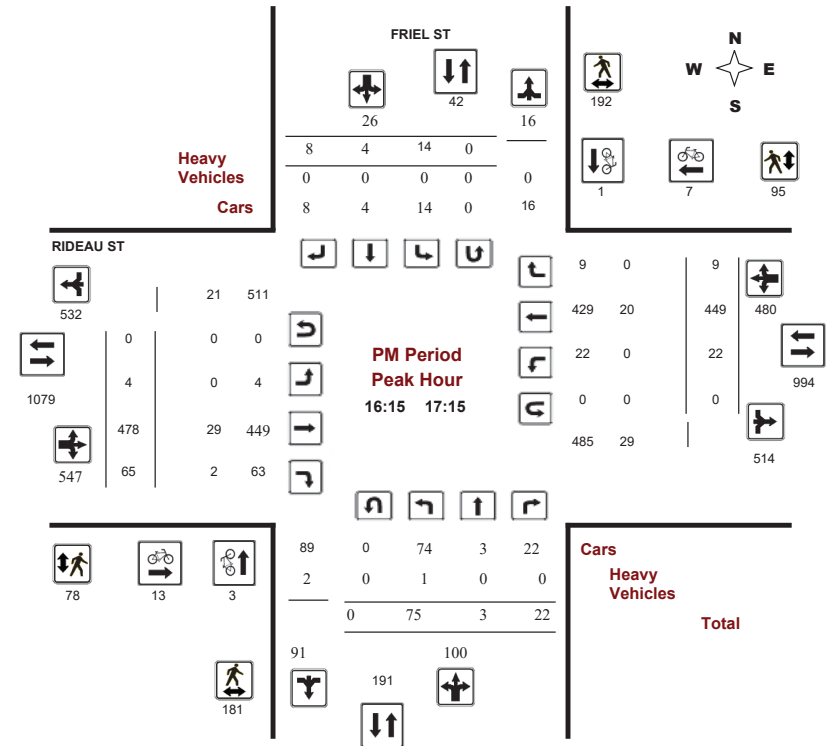 FRIEL ST
N
W E
S
42
192
26 16
8 4 14 0
Heavy
Vehicles
0 0 0 0 0
Cars
8 4 14 0 16
1 7 95
RIDEAU ST
532
21 511
9 0 9
480
0 0 0
429 20 449
1079
4 0 4
22 0 22
994
478 29 449
0 0 0
547
65 2 63
485 29
514
PM Period
Peak Hour
16:15 17:15
89 0 74 3 22
Cars
2 0 1 0 0
Heavy
Vehicles
0 75 3 22
Total
78 13 3
91 100
191
181